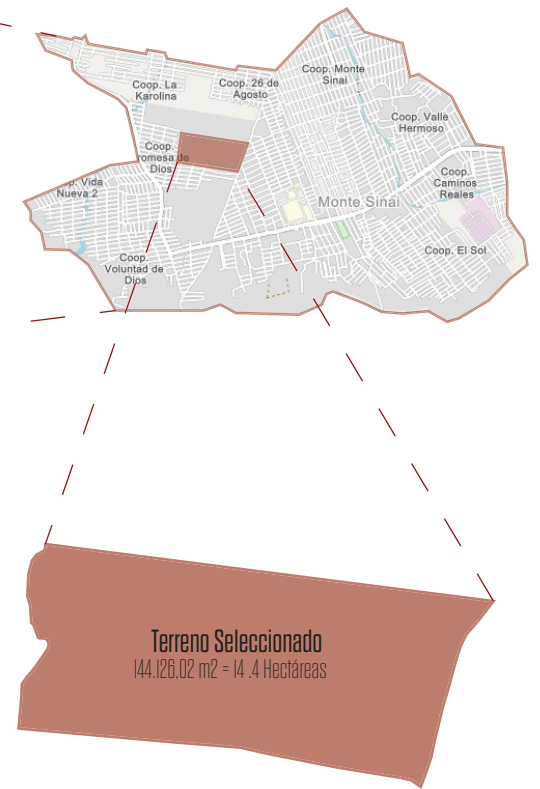 Coop. Monte
Sinai
Coop. La
Karolina
Coop. 26 de
Agosto
Coop. Valle
Hermoso
Coop.
romesa de
Dios
Coop.
Caminos
Reales
p. Vida
Nueva 2
Monte Sinai
Coop. El Sol
Coop.
Voluntad de
Dios
Terreno Seleccionado
144.126,02 m2 = 14 .4 Hectáreas